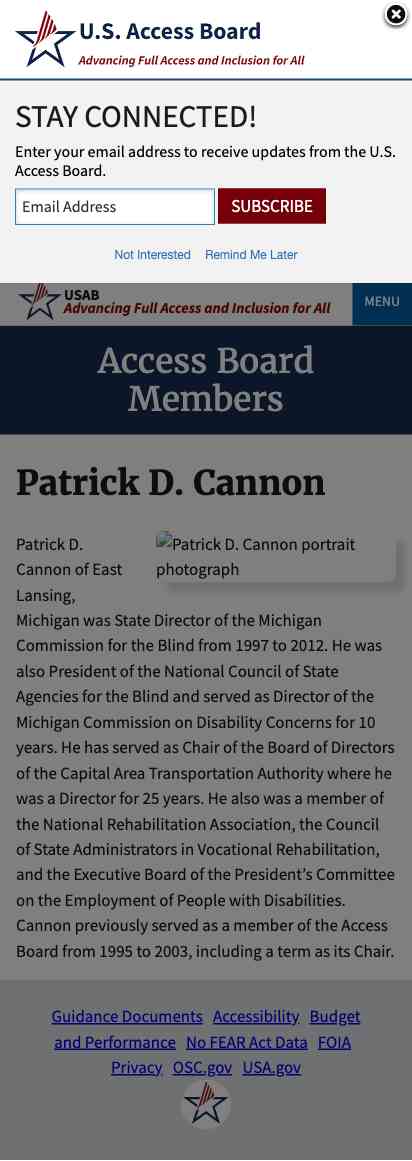 U.S. Access Board
Advancing Full Access and Inclusion for All
STAY CONNECTED!
Enter your email address to receive updates from the U.S.
Access Board.
Email Address
SUBSCRIBE
Not Interested Remind Me Later
USAB
Advancing Full Access and Inclusion for All
MENU
Access Board
Members
Patrick D. Cannon
Patrick D. Cannon portrait
photograph
Patrick D.
Cannon of East
Lansing,
Michigan was State Director of the Michigan
Commission for the Blind from 1997 to 2012. He was
also President of the National Council of State
Agencies for the Blind and served as Director of the
Michigan Commission on Disability Concerns for 10
years. He has served as Chair of the Board of Directors
of the Capital Area Transportation Authority where he
was a Director for 25 years. He also was a member of
the National Rehabilitation Association, the Council
of State Administrators in Vocational Rehabilitation,
and the Executive Board of the President’s Committee
on the Employment of People with Disabilities.
Cannon previously served as a member of the Access
Board from 1995 to 2003, including a term as its Chair.
Guidance Documents Accessibility Budget
and Performance No FEAR Act Data FOIA
Privacy OSC.gov USA.gov